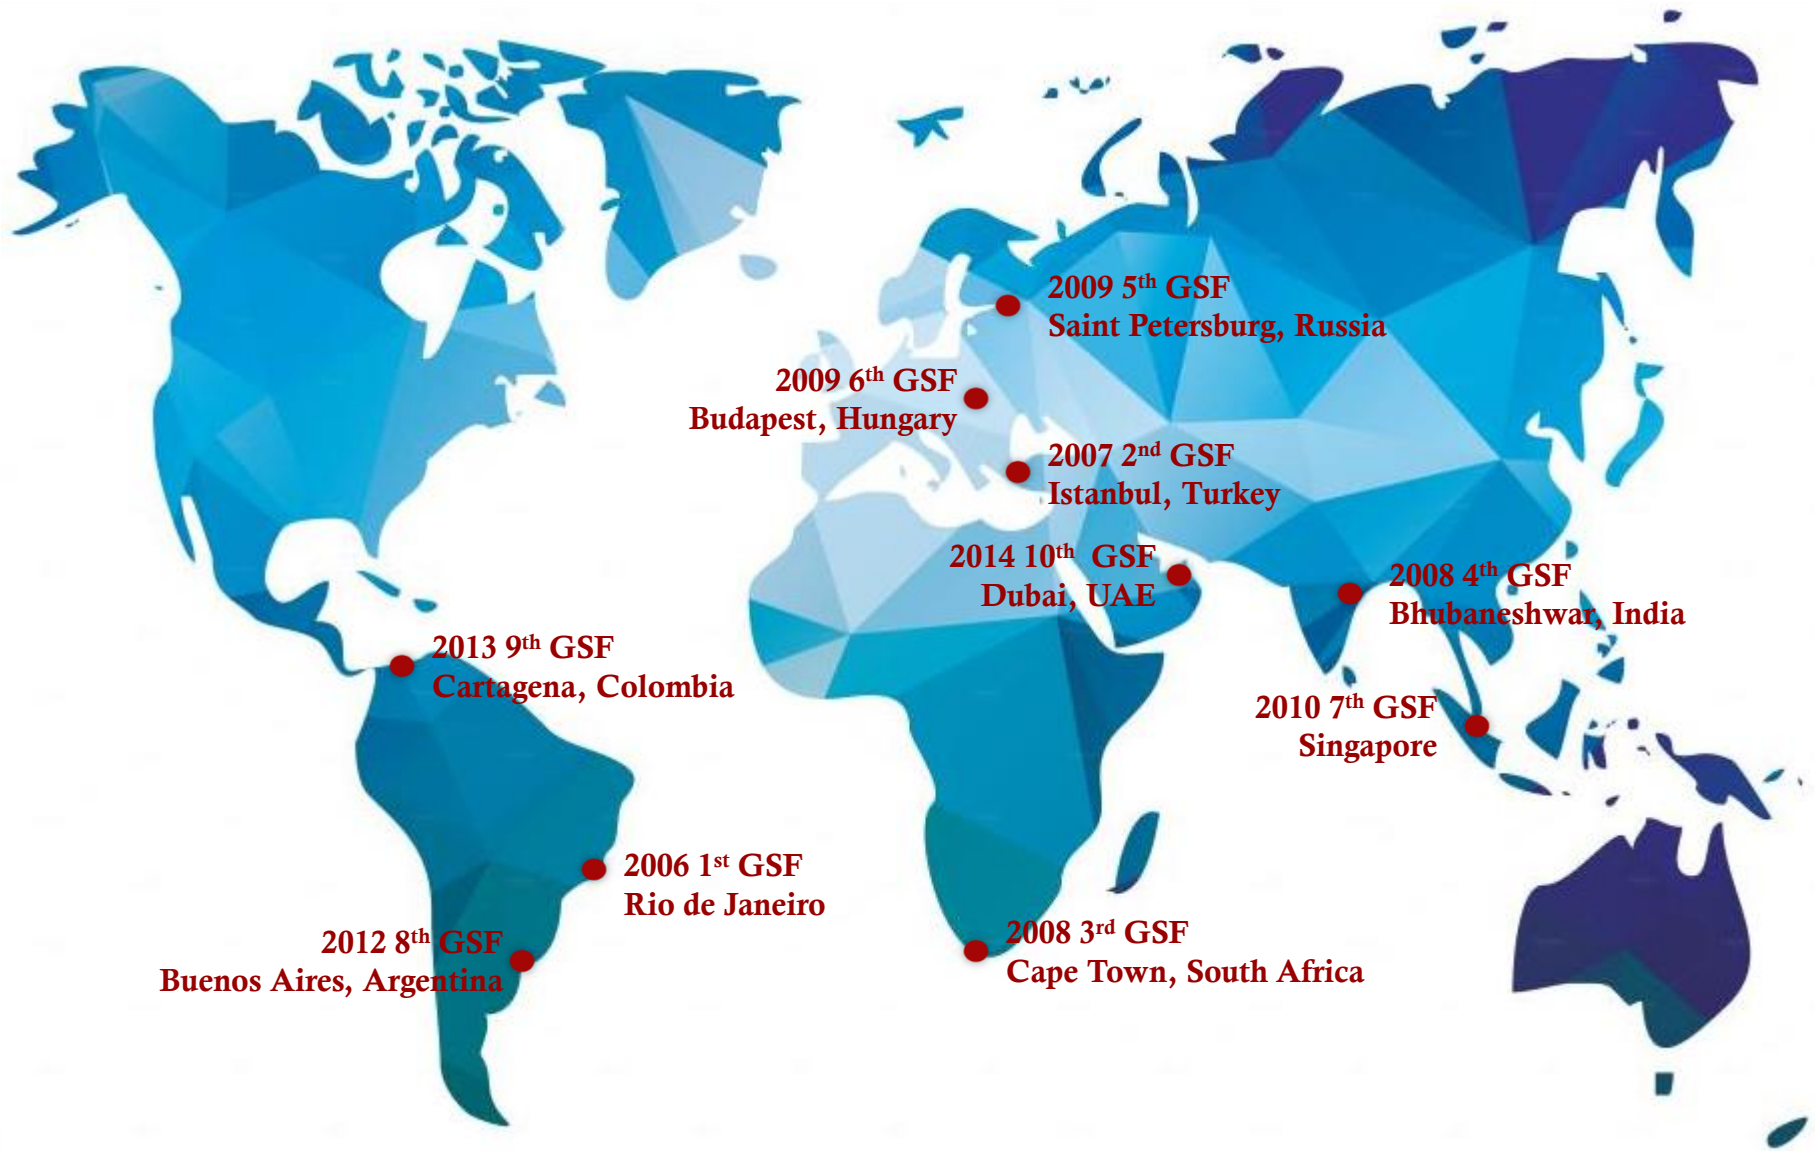 2009 5th GSF
Saint Petersburg, Russia
2009 6th GSF
Budapest, Hungary
2007 2nd GSF
Istanbul, Turkey
2014 10th GSF
Dubai, UAE
2008 4th GSF
Bhubaneshwar, India
2013 9th GSF
Cartagena, Colombia
2010 7th GSF
Singapore
2006 1st GSF
Rio de Janeiro
2012 8th GSF
Buenos Aires, Argentina
2008 3rd GSF
Cape Town, South Africa